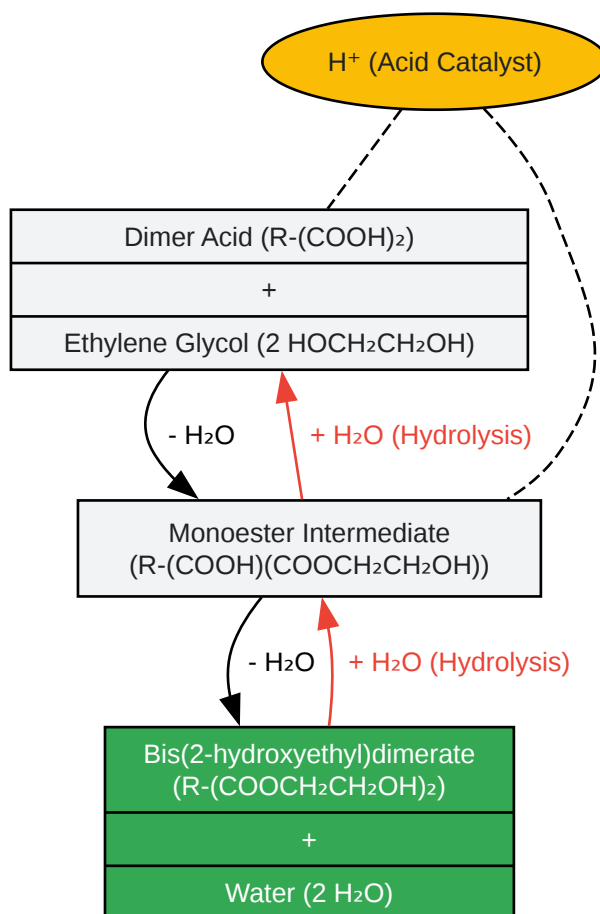 H⁺ (Acid Catalyst)
Dimer Acid (R-(COOH)₂)
+
Ethylene Glycol (2 HOCH₂CH₂OH)
- H₂O
+ H₂O (Hydrolysis)
Monoester Intermediate
(R-(COOH)(COOCH₂CH₂OH))
- H₂O
+ H₂O (Hydrolysis)
Bis(2-hydroxyethyl)dimerate
(R-(COOCH₂CH₂OH)₂)
+
Water (2 H₂O)